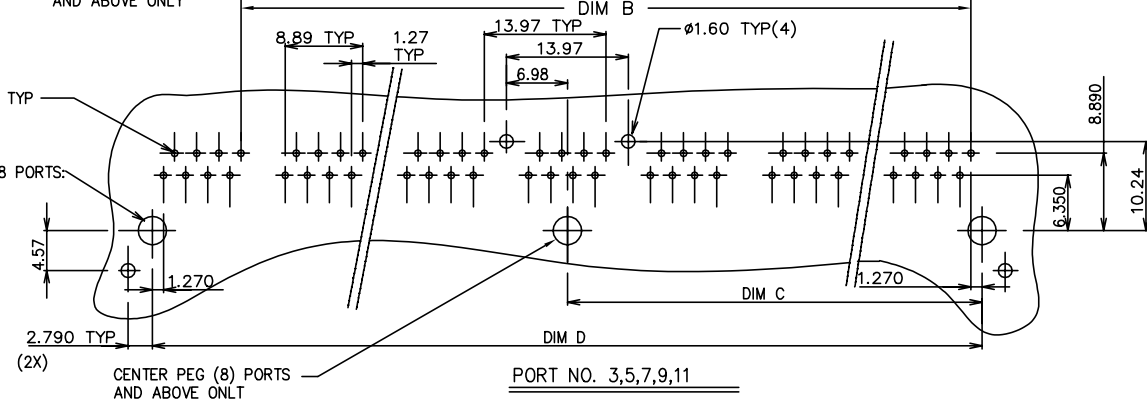 AND ABOVE ONLY
DIM B
13.97 TYP
8.89 TYP
1.27
TYP
13.97
ø1.60 TYP(4)
6.98
TYP
8.890
8 PORTS:
10.24
6.350
4.57
1.270
1.270
DIM C
2.790 TYP
(2X)
DIM D
CENTER PEG (8) PORTS
AND ABOVE ONLT
PORT NO. 3,5,7,9,11